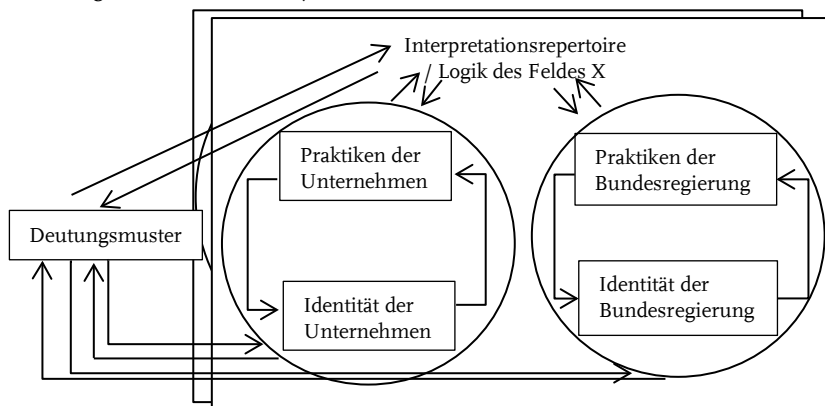 Interpretationsrepertoire
/ Logik des Feldes X
Praktiken der
Unternehmen
Praktiken der
Bundesregierung
Deutungsmuster
Identität der
Unternehmen
Identität der
Bundesregierung